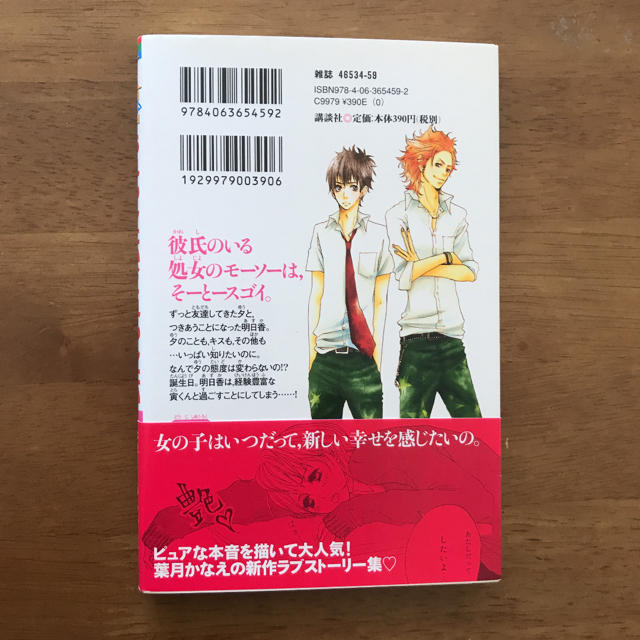 雑誌 46534-59
ISBN978-4-06-365459-2
C9979 ¥390E (0)
講談社 定価:本体390円(税別)
9784063654592
1929979003906
彼氏のいる
処女のモーソーは,
そーとースゴイ。
ずっと友達してきた夕と,
つきあうことになった明日香。
夕のことも,キスも,その他も
…いっぱい知りたいのに。
なんで夕の態度は変わらないの!?
誕生日。明日香は,経験豊富な
寅くんと過ごすことにしてしまう……!
女の子はいつだって,新しい幸せを感じたいの。
艶
あたしだって
したいよ
ピュアな本音を描いて大人気!
葉月かなえの新作ラブストーリー集♡